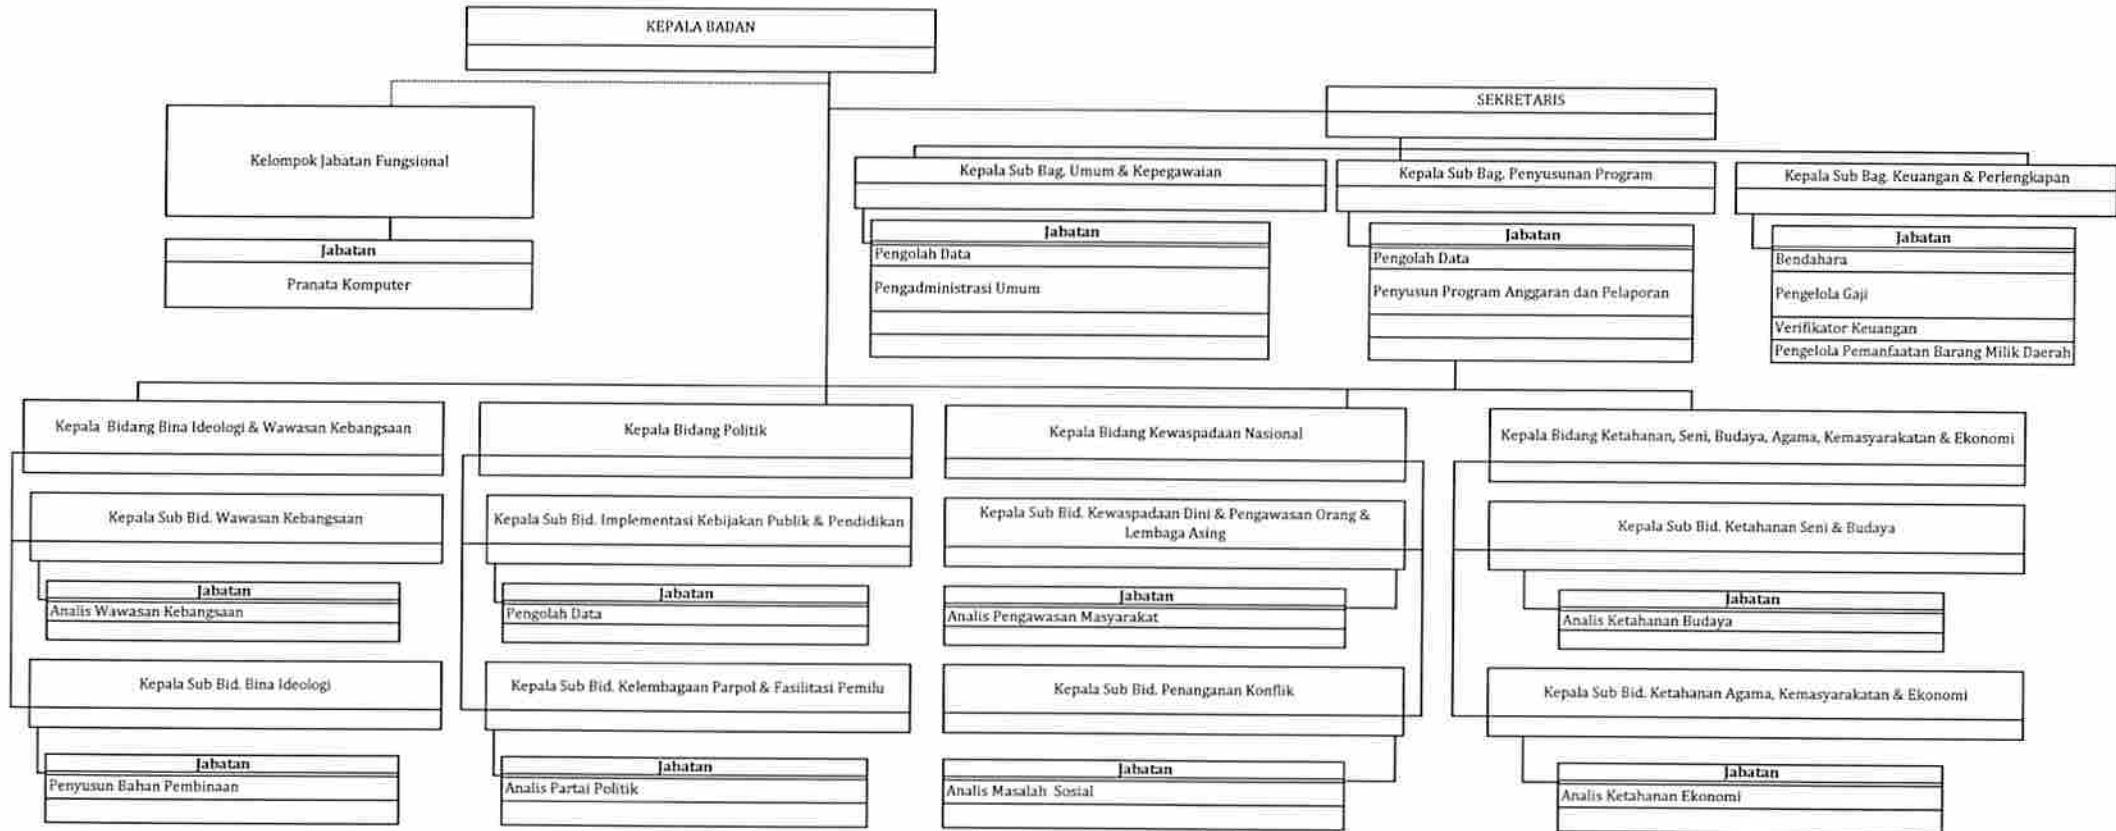 KEPALA BADAN
SEKRETARIS
Kelompok Jabatan Fungsional
Jabatan
Pranata Komputer
Kepala Sub Bag. Umum & Kepegawaian
Jabatan
Pengolah Data
Pengadministrasi Umum
Kepala Sub Bag. Penyusunan Program
Jabatan
Pengolah Data
Penyusun Program Anggaran dan Pelaporan
Kepala Sub Bag. Keuangan & Perlengkapan
Jabatan
Bendahara
Pengelola Gaji
Verifikator Keuangan
Pengelola Pemanfaatan Barang Milik Daerah
Kepala Bidang Bina Ideologi & Wawasan Kebangsaan
Kepala Sub Bid. Wawasan Kebangsaan
Jabatan
Analis Wawasan Kebangsaan
Kepala Sub Bid. Bina Ideologi
Jabatan
Penyusun Bahan Pembinaan
Kepala Bidang Politik
Kepala Sub Bid. Implementasi Kebijakan Publik & Pendidikan
Jabatan
Pengolah Data
Kepala Sub Bid. Kelembagaan Parpol & Fasilitasi Pemilu
Jabatan
Analis Partai Politik
Kepala Bidang Kewaspadaan Nasional
Kepala Sub Bid. Kewaspadaan Dini & Pengawasan Orang &
Lembaga Asing
Jabatan
Analis Pengawasan Masyarakat
Kepala Sub Bid. Penanganan Konflik
Jabatan
Analis Masalah Sosial
Kepala Bidang Ketahanan, Seni, Budaya, Agama, Kemasyarakatan & Ekonomi
Kepala Sub Bid. Ketahanan Seni & Budaya
Jabatan
Analis Ketahanan Budaya
Kepala Sub Bid. Ketahanan Agama, Kemasyarakatan & Ekonomi
Jabatan
Analis Ketahanan Ekonomi